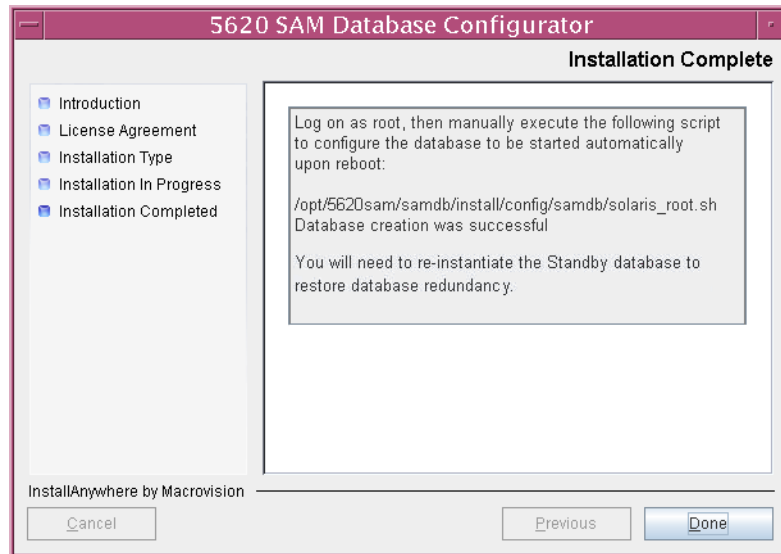 5620 SAM Database Configurator
Installation Complete
Introduction
License Agreement
Installation Type
Installation In Progress
Installation Completed
Log on as root, then manually execute the following script
to configure the database to be started automatically
upon reboot:
/opt/5620sam/samdb/install/config/samdb/solaris_root.sh
Database creation was successful
You will need to re-instantiate the Standby database to
restore database redundancy.
InstallAnywhere by Macrovision
Cancel
Previous
Done